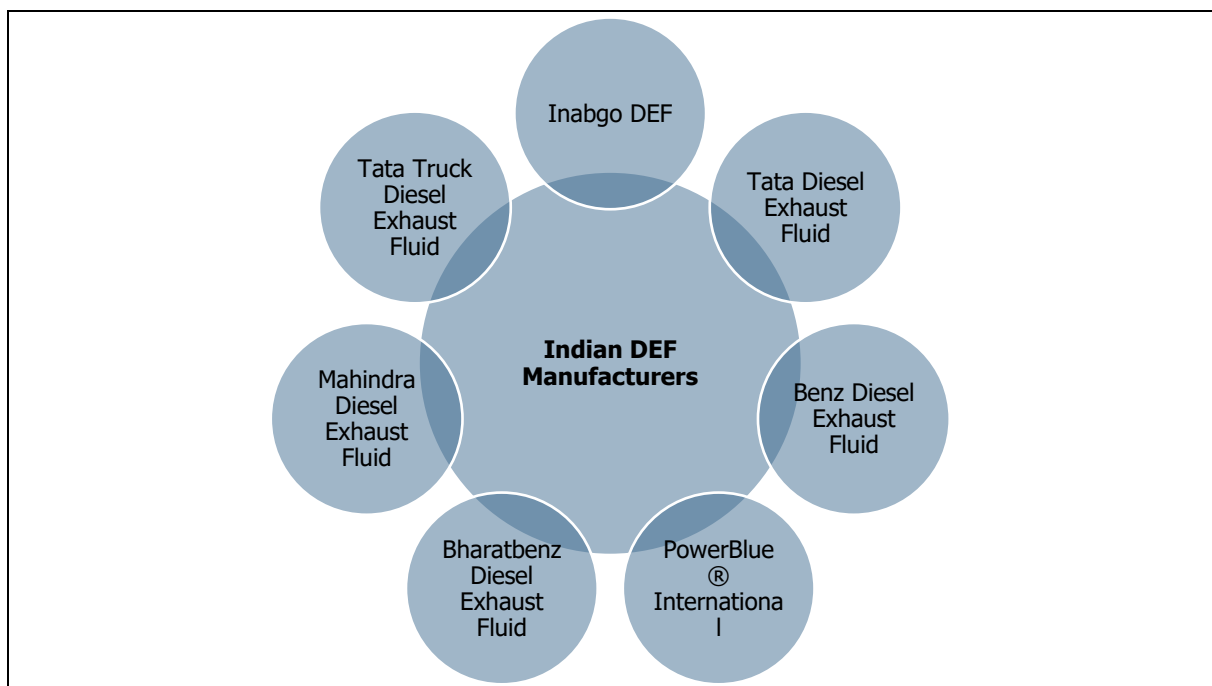 Inabgo DEF
Tata Truck
Diesel
Exhaust
Fluid
Tata Diesel
Exhaust
Fluid
Indian DEF
Manufacturers
Mahindra
Diesel
Exhaust
Fluid
Benz Diesel
Exhaust
Fluid
Bharatbenz
Diesel
Exhaust
Fluid
PowerBlue
®
Internationa
l